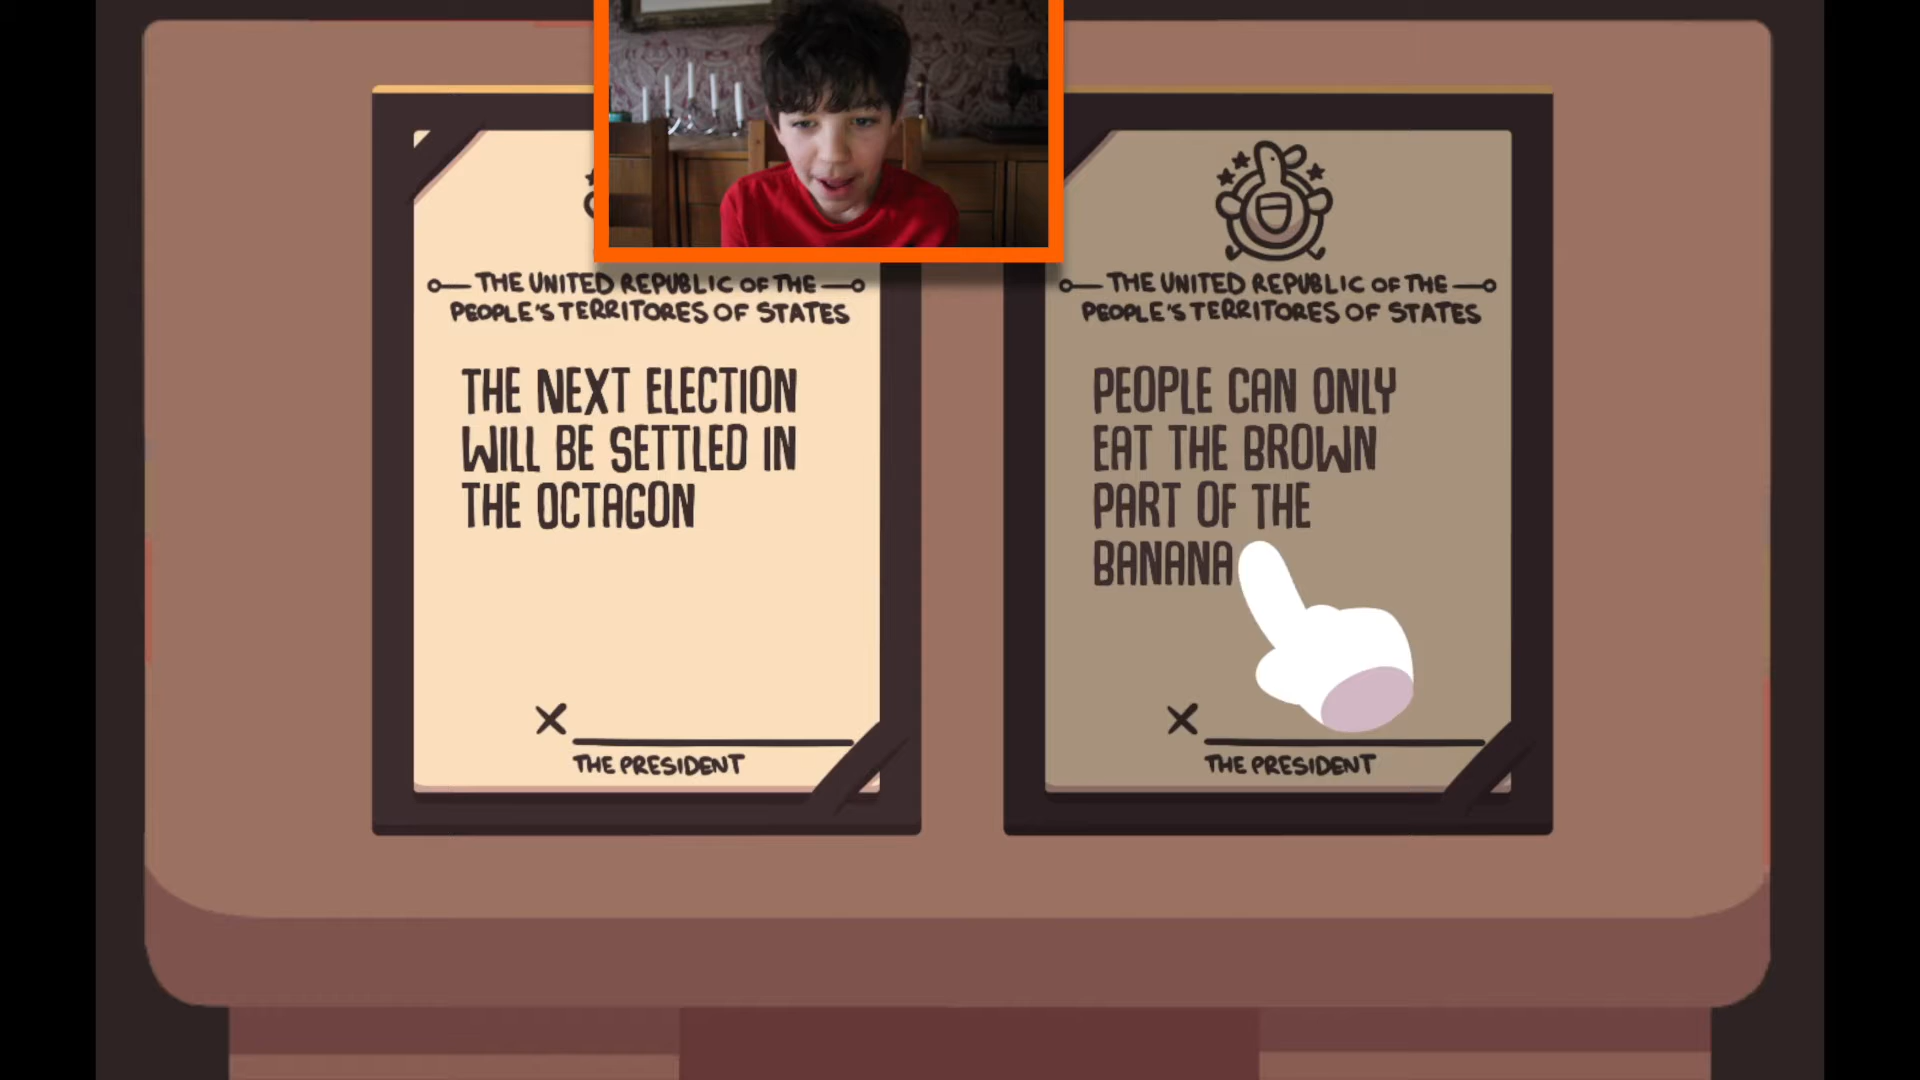 THE UNITED REPUBLIC OF THE
PEOPLE'S TERRITORES OF STATES
THE NEXT ELECTION
WILL BE SETTLED IN
THE OCTAGON
X
THE PRESIDENT
THE UNITED REPUBLIC OF THE
PEOPLE'S TERRITORES OF STATES
PEOPLE CAN ONLY
EAT THE BROWN
PART OF THE
BANANA
X
THE PRESIDENT